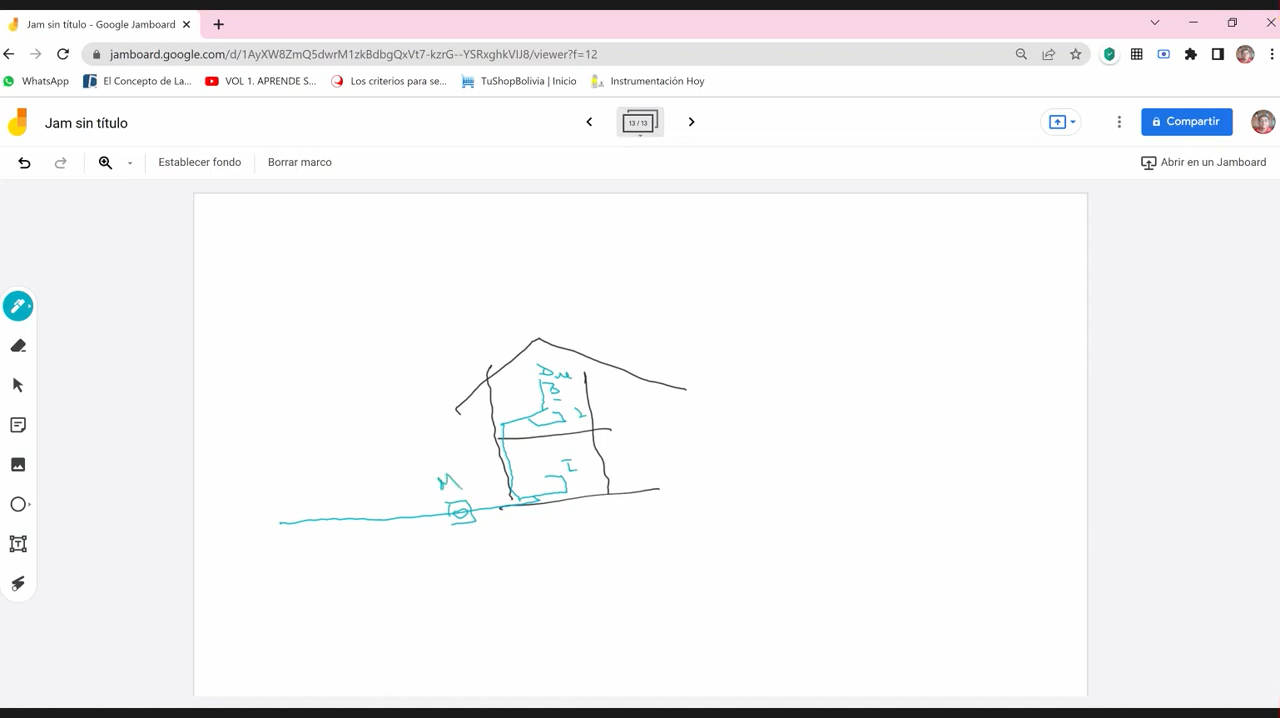 Jam sin título - Google Jamboard
jamboard.google.com/d/1AyXW8ZmQ5dwrM1zkBdbgQxVt7-kzrG--YSRxghkVIJ8/viewer?f=12
WhatsApp El Concepto de La... VOL 1. APRENDE S... Los criterios para se... TuShopBolivia | Inicio Instrumentación Hoy
Jam sin título 13 / 13 Compartir
Establecer fondo Borrar marco Abrir en un Jamboard
I
M